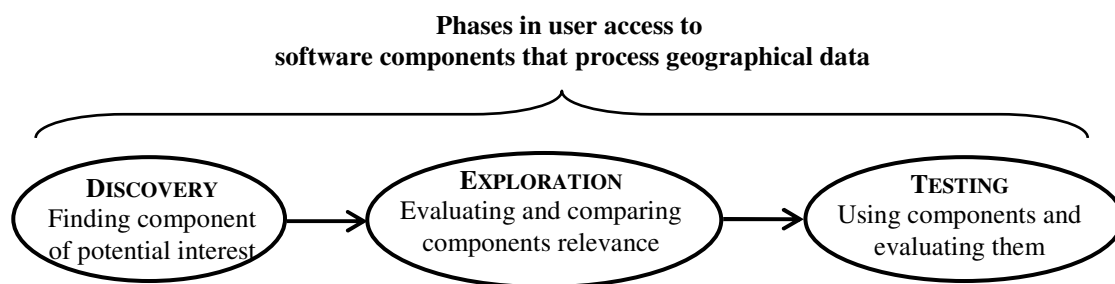 Phases in user access to
software components that process geographical data
DISCOVERY
Finding component
of potential interest
EXPLORATION
Evaluating and comparing
components relevance
TESTING
Using components and
evaluating them